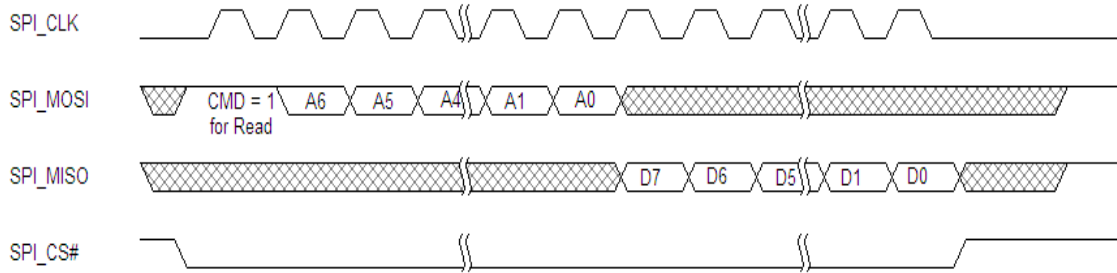 SPI_CLK
SPI_MOSI
CMD = 1
for Read
A6 A5 A4 A1 A0
SPI_MISO
D7 D6 D5 D1 D0
SPI_CS#